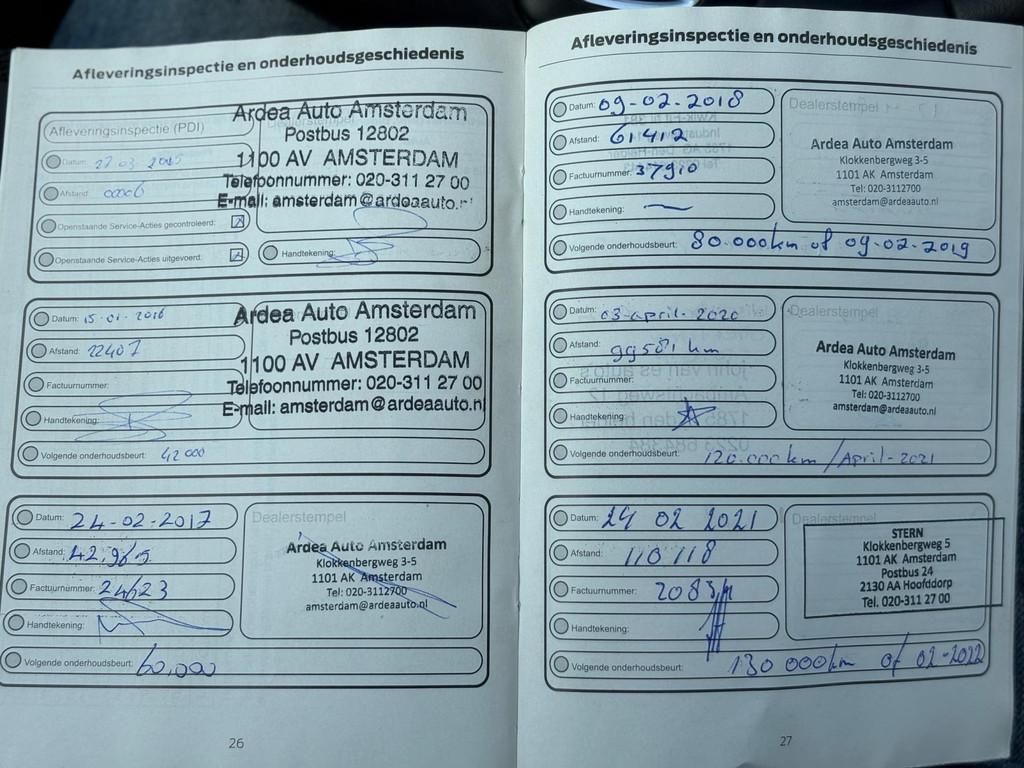 Afleveringsinspectie en onderhoudsgeschiedenis
Afleveringsinspectie (PDI)
Datum: 27 03 2015
Afstand: 00006
Openstaande Service-Acties gecontroleerd:
Openstaande Service-Acties uitgevoerd:
Ardea Auto Amsterdam
Postbus 12802
1100 AV AMSTERDAM
Telefoonnummer: 020-311 27 00
E-mail: amsterdam@ardeaauto.nl
Handtekening:
Datum: 15-01-2016
Afstand: 22407
Factuurnummer:
Handtekening:
Ardea Auto Amsterdam
Postbus 12802
1100 AV AMSTERDAM
Telefoonnummer: 020-311 27 00
E-mail: amsterdam@ardeaauto.nl
Volgende onderhoudsbeurt: 42 000
Datum: 24-02-2017
Afstand: 42.965
Factuurnummer:
Handtekening:
Dealerstempel
Ardea Auto Amsterdam
Klokkenbergweg 3-5
1101 AK Amsterdam
Tel: 020-3112700
amsterdam@ardeaauto.nl
Volgende onderhoudsbeurt: 60,000
26
Afleveringsinspectie en onderhoudsgeschiedenis
Datum: 09-02-2018
Afstand: 61412
Factuurnummer: 37910
Handtekening:
Dealerstempel
Ardea Auto Amsterdam
Klokkenbergweg 3-5
1101 AK Amsterdam
Tel: 020-3112700
amsterdam@ardeaauto.nl
Volgende onderhoudsbeurt: 80.000km of 09-02-2019
Datum: 03 april - 2020
Afstand: 99581 km
Factuurnummer:
Handtekening:
Dealerstempel
Ardea Auto Amsterdam
Klokkenbergweg 3-5
1101 AK Amsterdam
Tel: 020-3112700
amsterdam@ardeaauto.nl
Volgende onderhoudsbeurt: 120.000km / April - 2021
Datum: 24 02 2021
Afstand: 110118
Factuurnummer:
Handtekening:
Dealerstempel
STERN
Klokkenbergweg 5
1101 AK Amsterdam
Postbus 24
2130 AA Hoofddorp
Tel. 020-311 27 00
Volgende onderhoudsbeurt: 130 000km of 02-2022
27